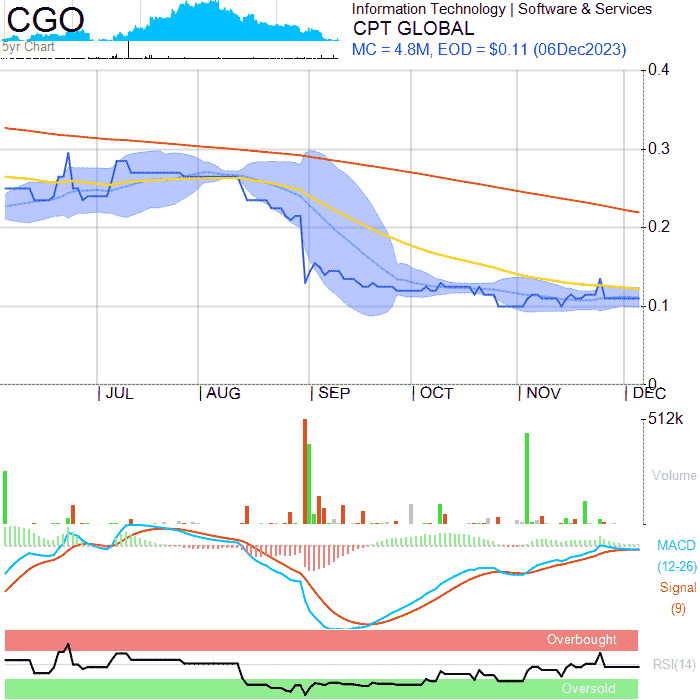 CGO
5yr Chart
Information Technology | Software & Services
CPT GLOBAL
MC = 4.8M, EOD = $0.11 (06Dec2023)
0.4
0.3
0.2
0.1
0
JUL AUG SEP OCT NOV DEC
512k
Volume
MACD
(12-26)
Signal
(9)
Overbought
RSI(14)
Oversold